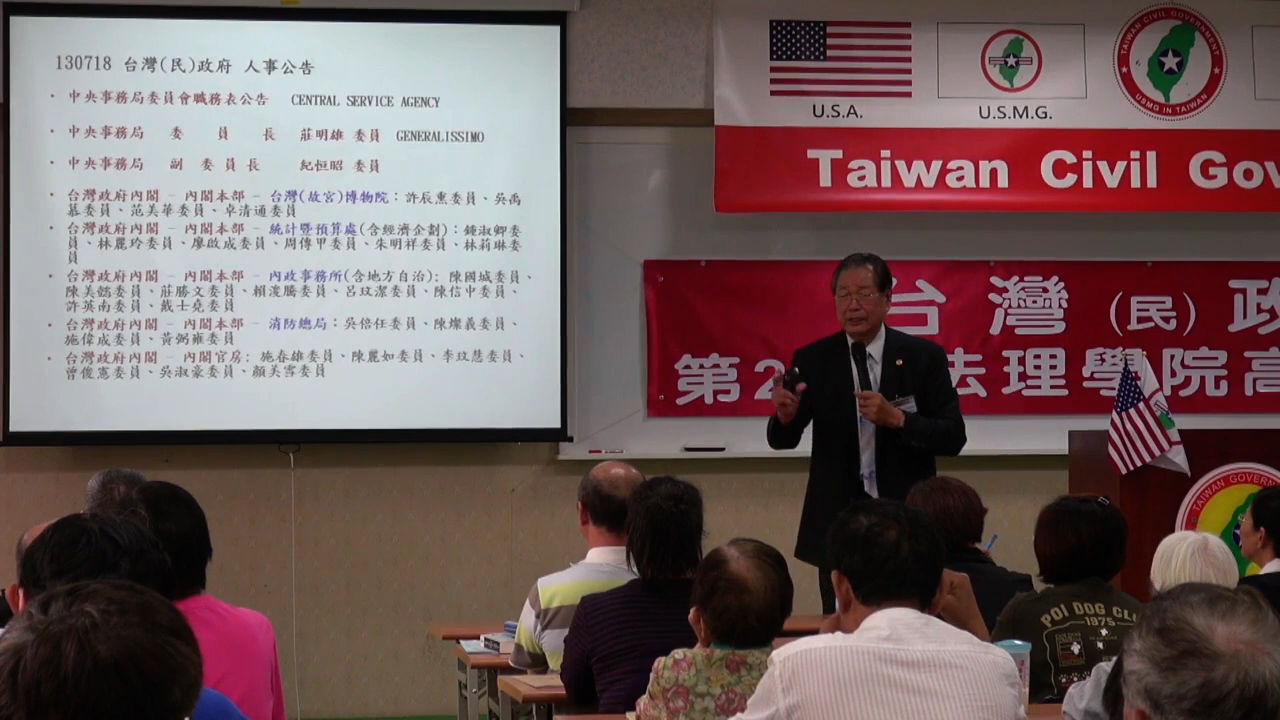 130718 台灣(民)政府 人事公告
• 中央事務局委員會職務表公告 CENTRAL SERVICE AGENCY
• 中央事務局 委 員 長 莊明雄 委員 GENERALISSIMO
• 中央事務局 副 委 員 長 紀恒昭 委員
• 台灣政府內閣 – 內閣本部 – 台灣(故宮)博物院：許辰熏委員、吳禹
慕委員、范美華委員、卓清通委員
• 台灣政府內閣 – 內閣本部 – 統計暨預算處(含經濟企劃)：鍾淑卿委
員、林麗玲委員、廖啟成委員、周傳甲委員、朱明祥委員、林莉琳委
員
• 台灣政府內閣 – 內閣本部 – 內政事務所(含地方自治)：陳國城委員、
陳美懿委員、莊勝文委員、賴浚騰委員、呂玟潔委員、陳信中委員、
許英南委員、戴士堯委員
• 台灣政府內閣 – 內閣本部 – 消防總局：吳倍任委員、陳燦義委員、
施偉成委員、黃弼雍委員
• 台灣政府內閣 – 內閣官房：施春雄委員、陳麗如委員、李玟慧委員、
曾俊憲委員、吳淑豪委員、顏美雪委員
U.S.A.
U.S.M.G.
TAIWAN CIVIL GOVERNMENT
USMG IN TAIWAN
Taiwan Civil Gov
台灣(民)政
第2
法理學院高
TAIWAN GOVERN
POI DOG CLUB
1975